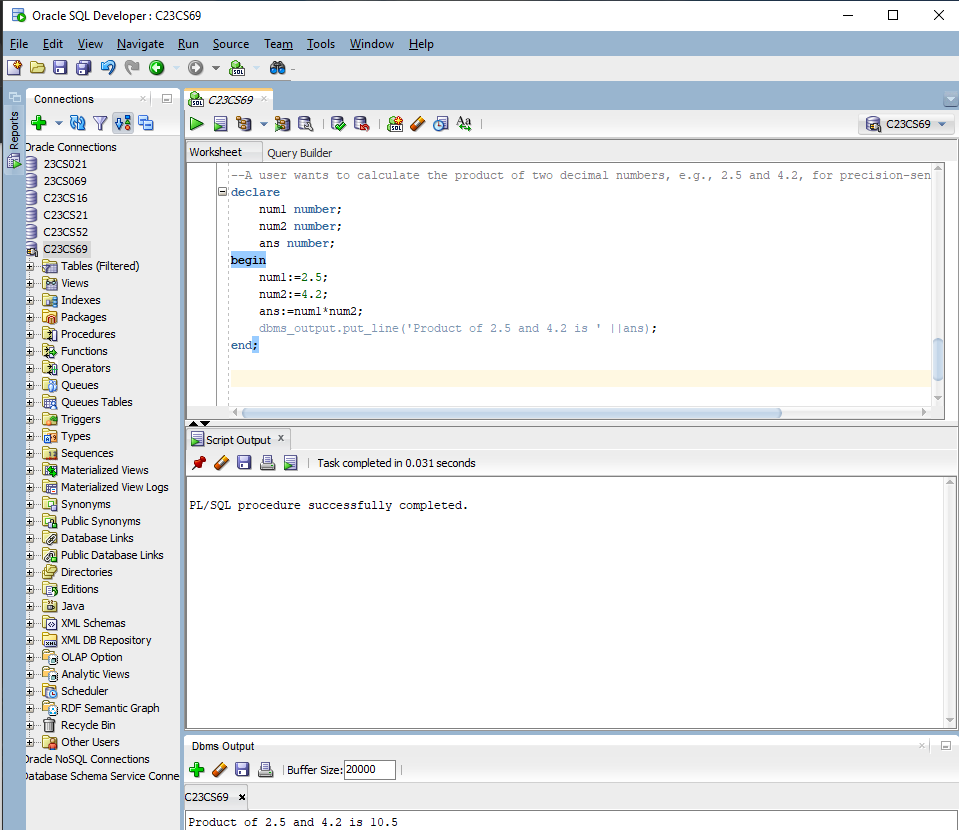 Oracle SQL Developer : C23CS69
File Edit View Navigate Run Source Team Tools Window Help
Reports
Connections
Oracle Connections
23CS021
23CS069
C23CS16
C23CS21
C23CS52
C23CS69
Tables (Filtered)
Views
Indexes
Packages
Procedures
Functions
Operators
Queues
Queues Tables
Triggers
Types
Sequences
Materialized Views
Materialized View Logs
Synonyms
Public Synonyms
Database Links
Public Database Links
Directories
Editions
Java
XML Schemas
XML DB Repository
OLAP Option
Analytic Views
Scheduler
RDF Semantic Graph
Recycle Bin
Other Users
Oracle NoSQL Connections
Database Schema Service Conne
C23CS69
C23CS69
Worksheet Query Builder
--A user wants to calculate the product of two decimal numbers, e.g., 2.5 and 4.2, for precision-sen
declare
num1 number;
num2 number;
ans number;
begin
num1:=2.5;
num2:=4.2;
ans:=num1*num2;
dbms_output.put_line('Product of 2.5 and 4.2 is ' ||ans);
end;
Script Output x
Task completed in 0.031 seconds
PL/SQL procedure successfully completed.
Dbms Output
Buffer Size: 20000
C23CS69
Product of 2.5 and 4.2 is 10.5